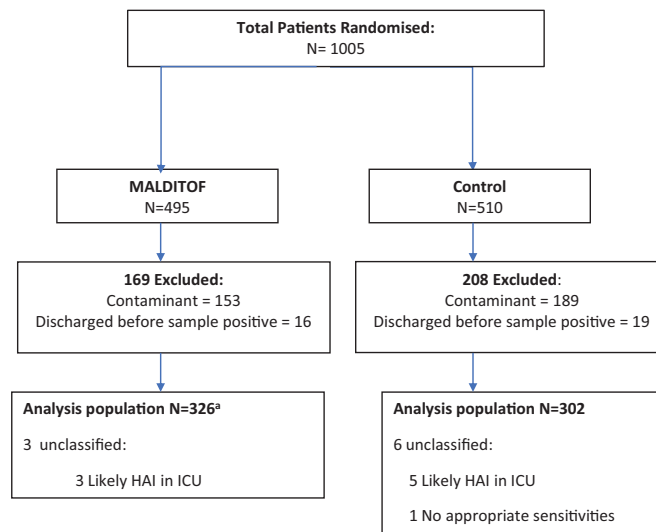 Total Patients Randomised:
N= 1005
MALDITOF
N=495
Control
N=510
169 Excluded:
Contaminant = 153
Discharged before sample positive = 16
208 Excluded:
Contaminant = 189
Discharged before sample positive = 19
Analysis population N=326ᵃ
3 unclassified:
3 Likely HAI in ICU
Analysis population N=302
6 unclassified:
5 Likely HAI in ICU
1 No appropriate sensitivities